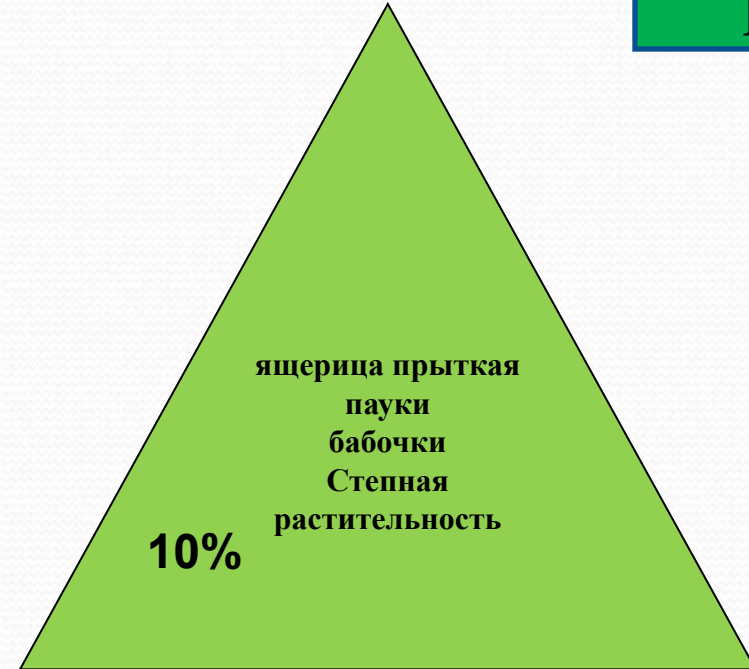 ящерица прыткая
пауки
бабочки
Степная
растительность
10%